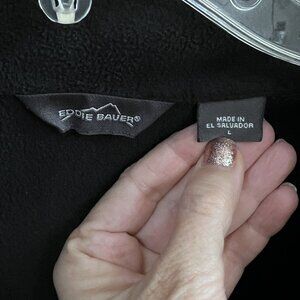 EDDIE BAUER®
MADE IN
EL SALVADOR
L